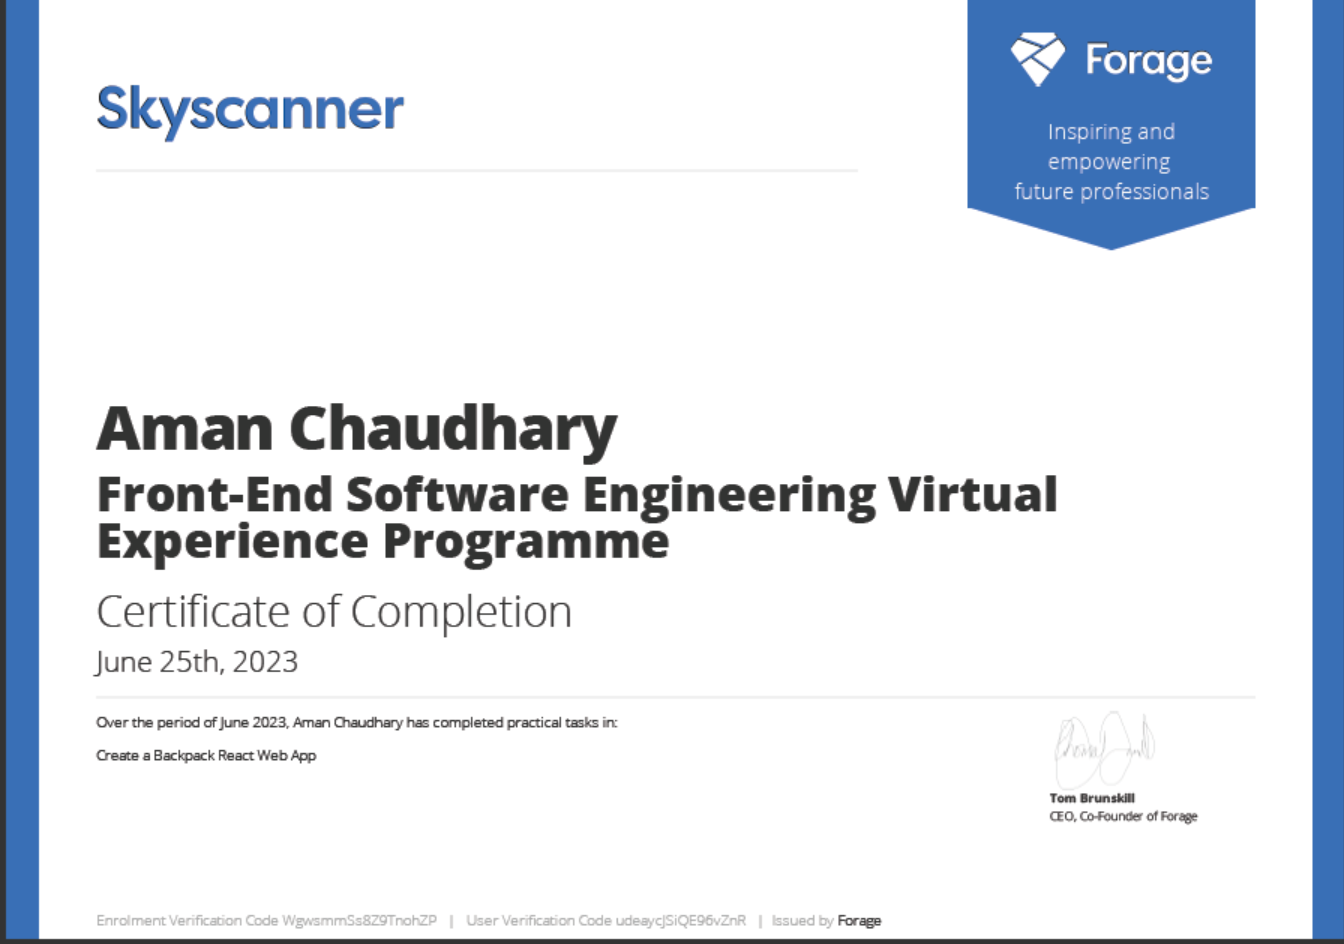 Skyscanner
Forage
Inspiring and
empowering
future professionals
Aman Chaudhary
Front-End Software Engineering Virtual
Experience Programme
Certificate of Completion
June 25th, 2023
Over the period of June 2023, Aman Chaudhary has completed practical tasks in:
Create a Backpack React Web App
Tom Brunskill
CEO, Co-Founder of Forage
Enrolment Verification Code WgwsmmSs8Z9TnohZP | User Verification Code udeaycJSiQE96vZnR | Issued by Forage